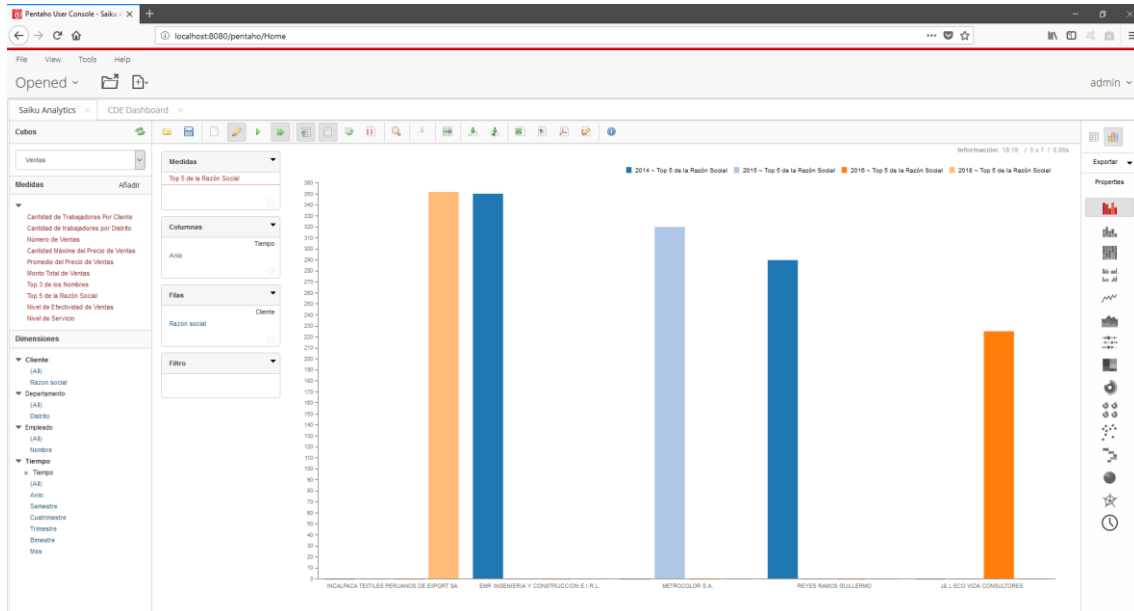 Pentaho User Console - Saiku A
localhost:8080/pentaho/Home
File View Tools Help
Opened
admin
Saiku Analytics
CDE Dashboard
Cubos
Ventas
Medidas Añadir
Cantidad de Trabajadores Por Cliente
Cantidad de trabajadores por Distrito
Número de Ventas
Cantidad Máxima del Precio de Ventas
Promedio del Precio de Ventas
Monto Total de Ventas
Top 3 de los Nombres
Top 5 de la Razón Social
Nivel de Efectividad de Ventas
Nivel de Servicio
Dimensiones
Cliente
(All)
Razon social
Departamento
(All)
Distrito
Empleado
(All)
Nombre
Tiempo
Tiempo
(All)
Anio
Semestre
Cuatrimestre
Trimestre
Bimestre
Mes
Medidas
Top 5 de la Razón Social
Columnas
Tiempo
Anio
Filas
Cliente
Razon social
Filtro
Información: 18:19 / 5 x 7 / 0.00s
2014 ~ Top 5 de la Razón Social 2015 ~ Top 5 de la Razón Social 2016 ~ Top 5 de la Razón Social 2018 ~ Top 5 de la Razón Social
360
350
340
330
320
310
300
290
280
270
260
250
240
230
220
210
200
190
180
170
160
150
140
130
120
110
100
90
80
70
60
50
40
30
20
10
0
INCALPACA TEXTILES PERUANOS DE EXPORT SA
EMR INGENIERIA Y CONSTRUCCION E.I.R.L.
METROCOLOR S.A.
REYES RAMOS GUILLERMO
J& L ECO VIDA CONSULTORES
Exportar
Properties